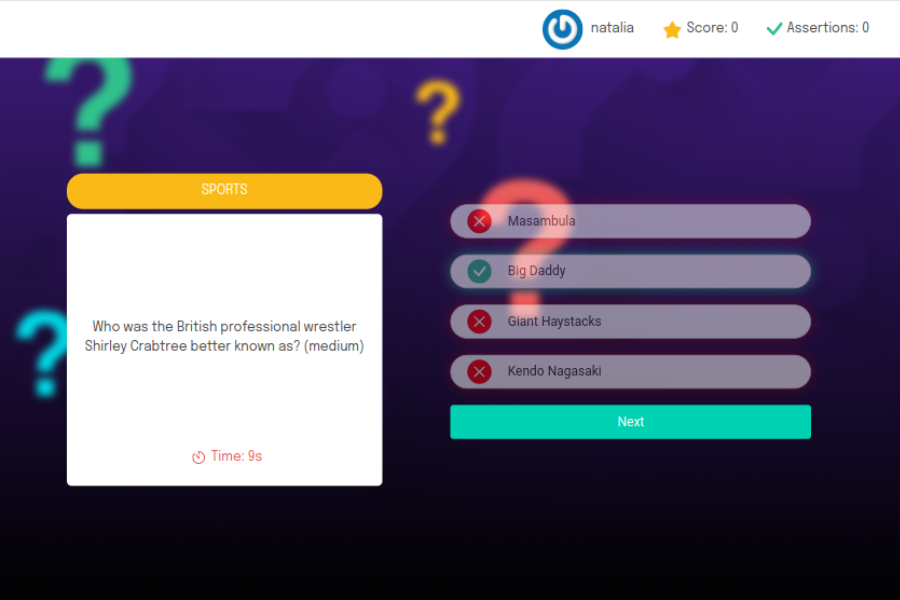 natalia
Score: 0
Assertions: 0
SPORTS
Who was the British professional wrestler
Shirley Crabtree better known as? (medium)
Time: 9s
Masambula
Big Daddy
Giant Haystacks
Kendo Nagasaki
Next